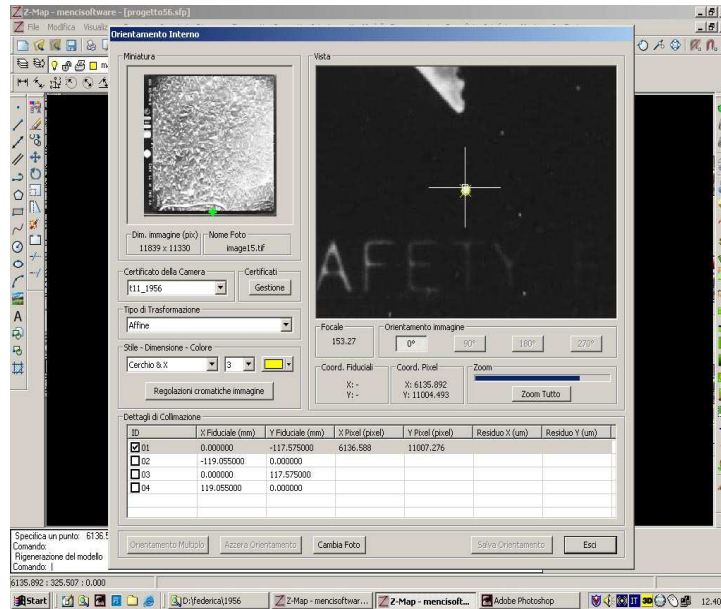 Z-Map - mencisoftware - [progetto56.sfp]
File Modifica Visualiz
Orientamento Interno
Miniatura
Vista
AFETY F
Dim. immagine (pix)
11839 x 11330
Nome Foto
image15.tif
Certificato della Camera
t11_1956
Certificati
Gestione
Tipo di Trasformazione
Affine
Stile - Dimensione - Colore
Cerchio & X
3
Regolazioni cromatiche immagine
Focale
153.27
Orientamento immagine
0°
90°
180°
270°
Coord. Fiduciali
X: -
Y: -
Coord. Pixel
X: 6135.892
Y: 11004.493
Zoom
Zoom Tutto
Dettagli di Collimazione
ID X Fiduciale (mm) Y Fiduciale (mm) X Pixel (pixel) Y Pixel (pixel) Residuo X (um) Residuo Y (um)
01 0.000000 -117.575000 6136.588 11007.276
02 -119.055000 0.000000
03 0.000000 117.575000
04 119.055000 0.000000
Orientamento Multiplo
Azzera Orientamento
Cambia Foto
Salva Orientamento
Esci
Specifica un punto: 6136.5
Comando:
Rigenerazione del modello
Comando:
6135.892 : 325.507 : 0.000
Start
D:\federica\1956
Z-Map - mencisoftwar...
Z-Map - mencisoft...
Adobe Photoshop
12.40